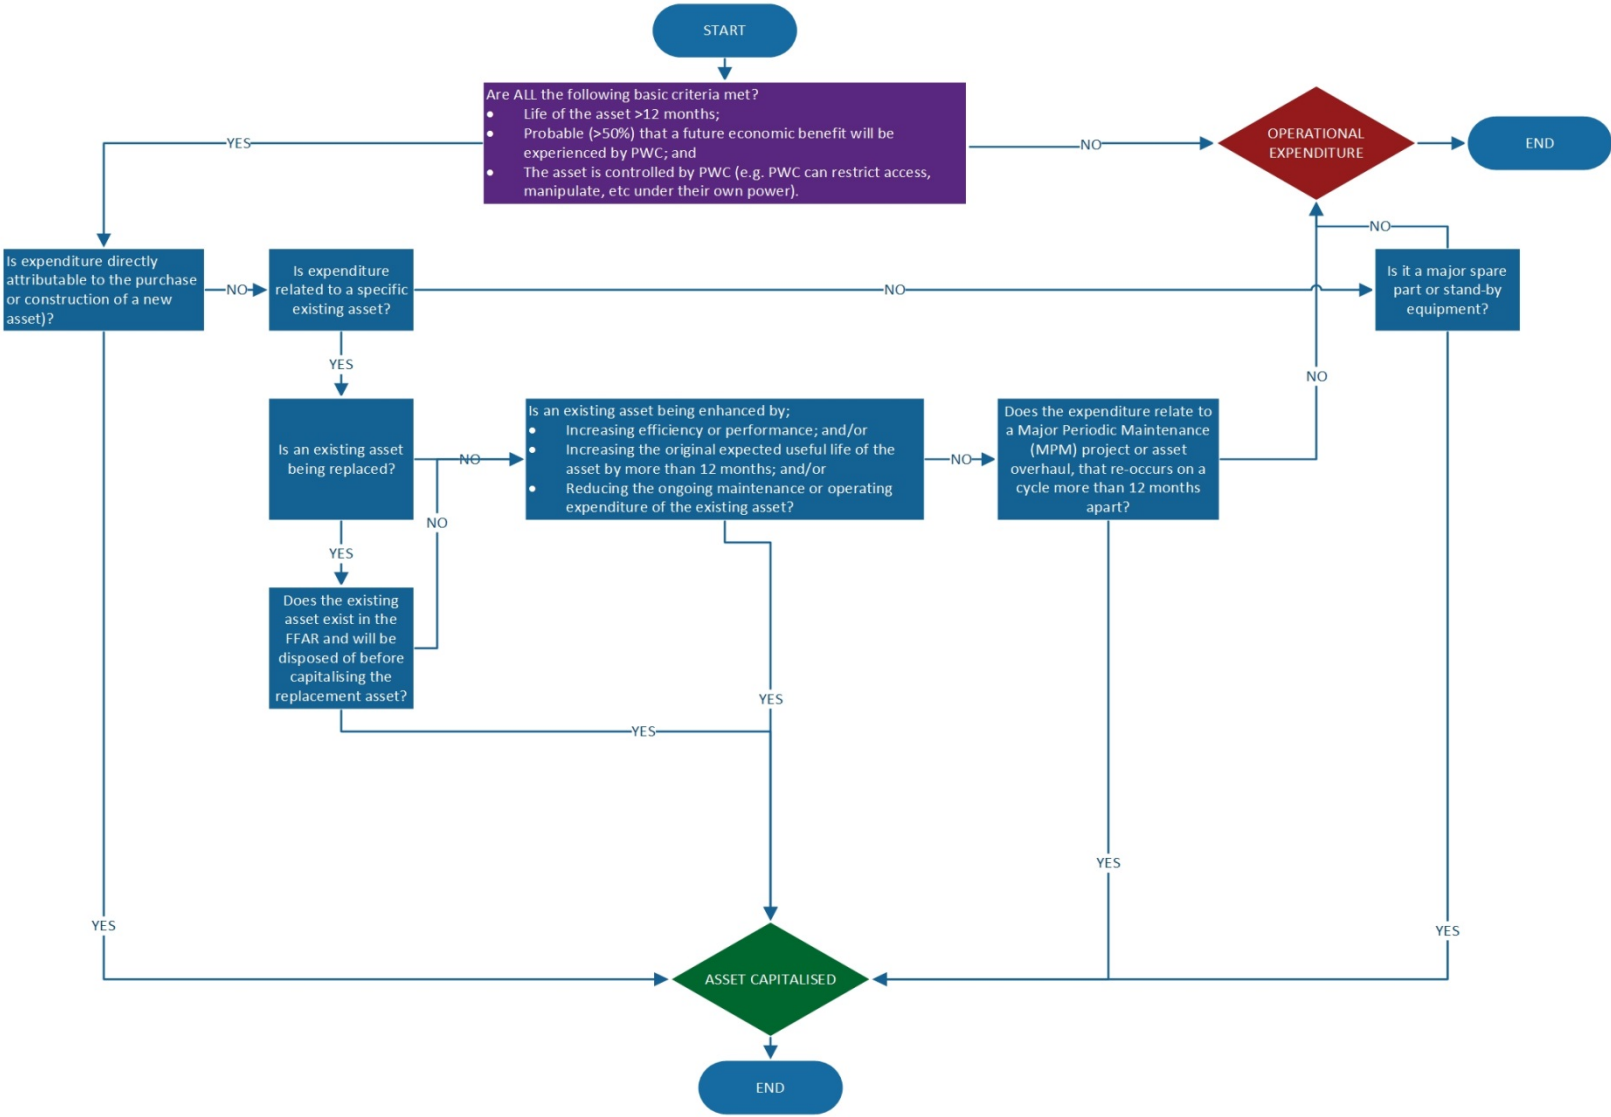 START
Are ALL the following basic criteria met?
● Life of the asset >12 months;
● Probable (>50%) that a future economic benefit will be
experienced by PWC; and
● The asset is controlled by PWC (e.g. PWC can restrict access,
manipulate, etc under their own power).
YES
NO
OPERATIONAL
EXPENDITURE
END
Is expenditure directly
attributable to the purchase
or construction of a new
asset)?
NO
Is expenditure
related to a specific
existing asset?
NO
NO
Is it a major spare
part or stand-by
equipment?
YES
NO
Is an existing asset
being replaced?
NO
Is an existing asset being enhanced by;
● Increasing efficiency or performance; and/or
● Increasing the original expected useful life of the
asset by more than 12 months; and/or
● Reducing the ongoing maintenance or operating
expenditure of the existing asset?
NO
Does the expenditure relate to
a Major Periodic Maintenance
(MPM) project or asset
overhaul, that re-occurs on a
cycle more than 12 months
apart?
NO
YES
Does the existing
asset exist in the
FFAR and will be
disposed of before
capitalising the
replacement asset?
YES
YES
YES
YES
YES
ASSET CAPITALISED
END